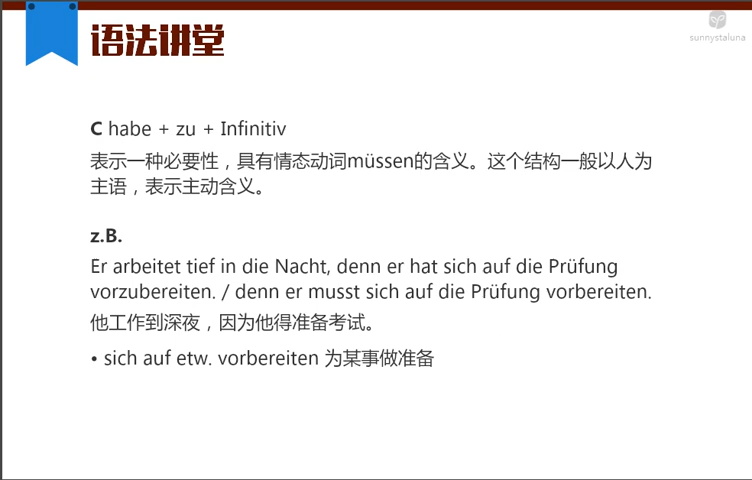 语法讲堂
sunnystaluna
C habe + zu + Infinitiv
表示一种必要性，具有情态动词müssen的含义。这个结构一般以人为
主语，表示主动含义。
z.B.
Er arbeitet tief in die Nacht, denn er hat sich auf die Prüfung
vorzubereiten. / denn er musst sich auf die Prüfung vorbereiten.
他工作到深夜，因为他得准备考试。
• sich auf etw. vorbereiten 为某事做准备